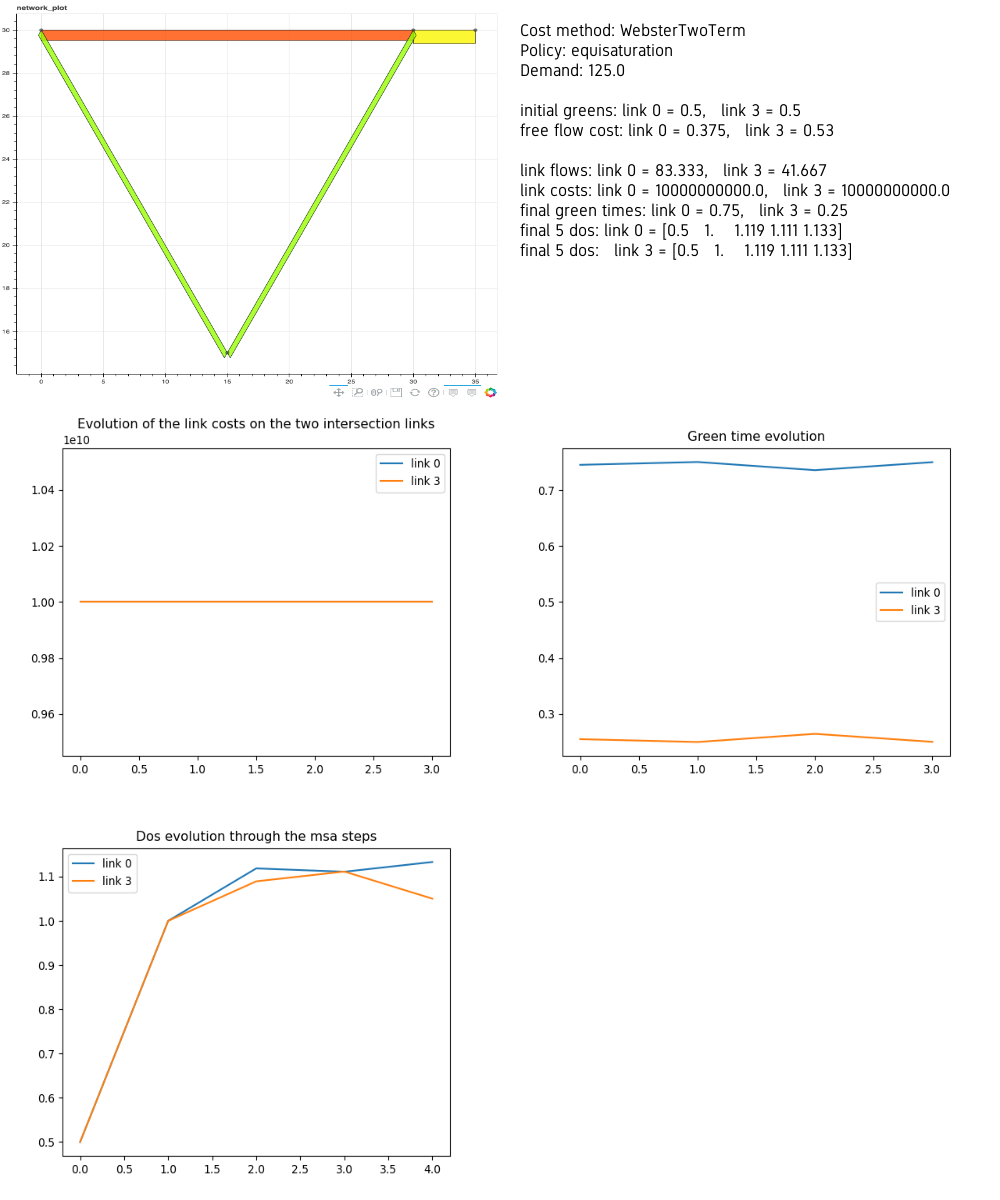 network_plot
30
28
26
24
22
20
18
16
0 5 10 15 20 25 30 35
Cost method: WebsterTwoTerm
Policy: equisaturation
Demand: 125.0
initial greens: link 0 = 0.5, link 3 = 0.5
free flow cost: link 0 = 0.375, link 3 = 0.53
link flows: link 0 = 83.333, link 3 = 41.667
link costs: link 0 = 10000000000.0, link 3 = 10000000000.0
final green times: link 0 = 0.75, link 3 = 0.25
final 5 dos: link 0 = [0.5 1. 1.119 1.111 1.133]
final 5 dos: link 3 = [0.5 1. 1.119 1.111 1.133]
Evolution of the link costs on the two intersection links
1e10
link 0
link 3
1.04
1.02
1.00
0.98
0.96
0.0 0.5 1.0 1.5 2.0 2.5 3.0
Green time evolution
link 0
link 3
0.7
0.6
0.5
0.4
0.3
0.0 0.5 1.0 1.5 2.0 2.5 3.0
Dos evolution through the msa steps
link 0
link 3
1.1
1.0
0.9
0.8
0.7
0.6
0.5
0.0 0.5 1.0 1.5 2.0 2.5 3.0 3.5 4.0